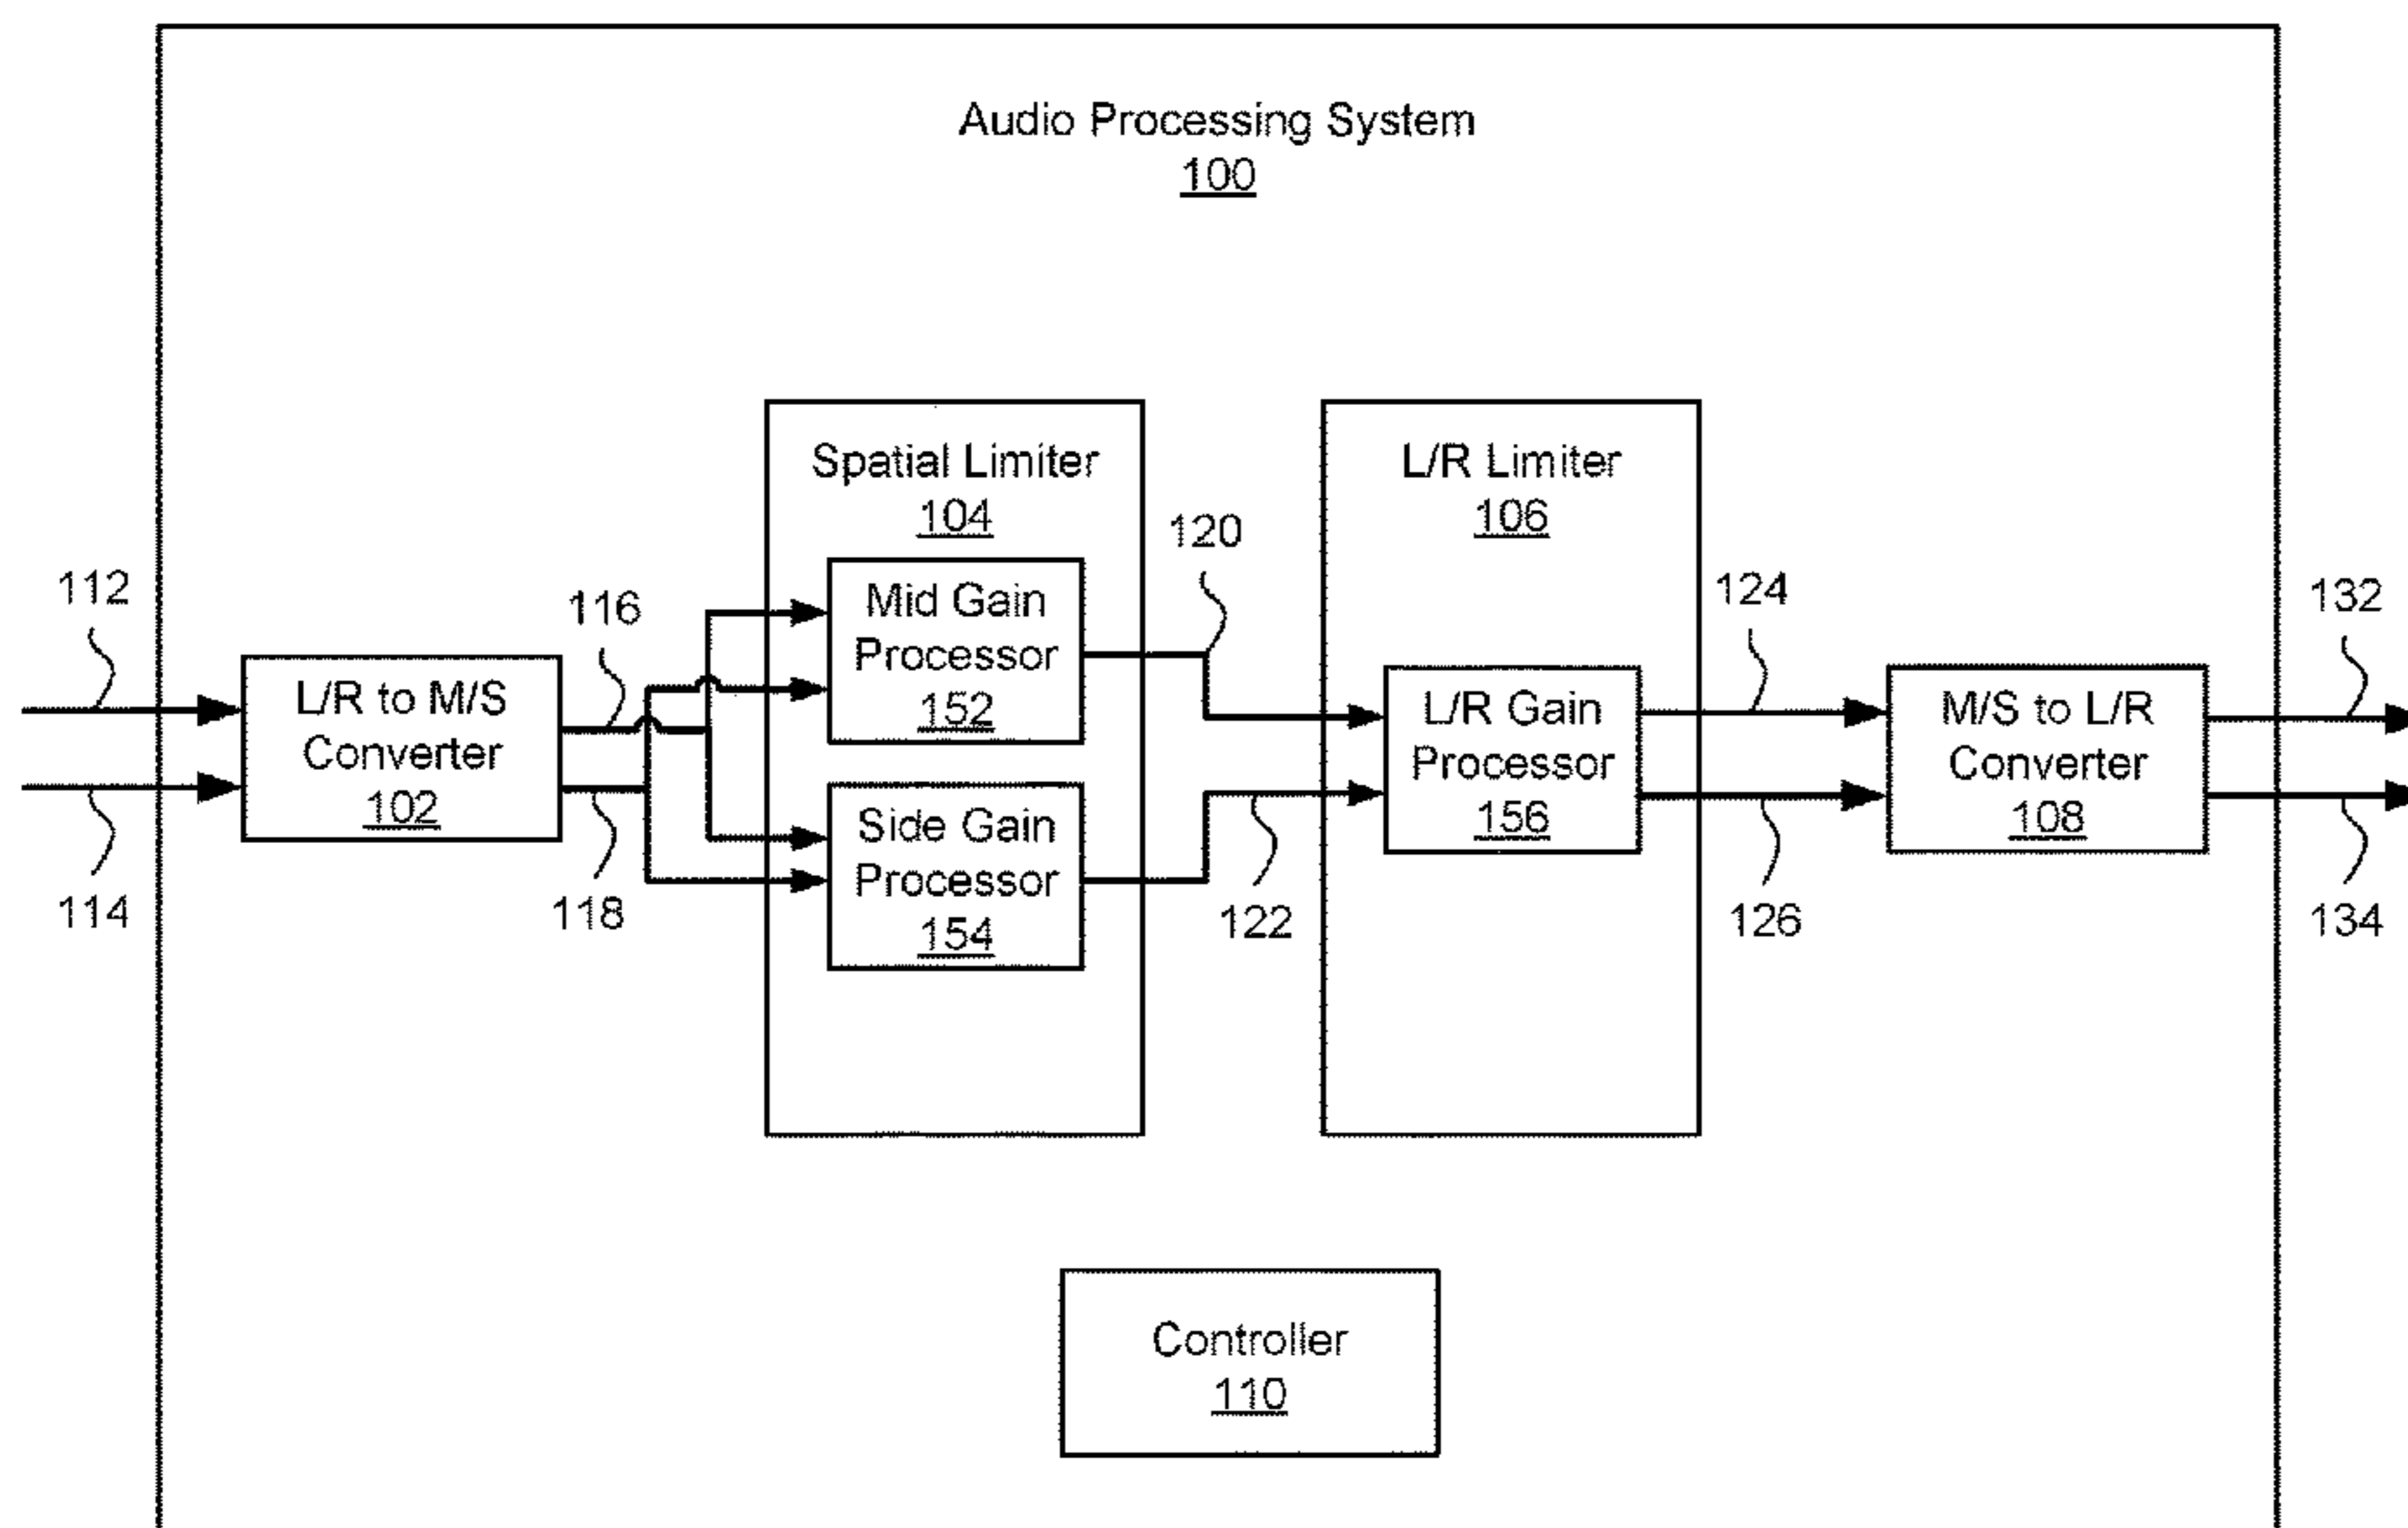 Audio Processing System
100
Spatial Limiter
104
L/R Limiter
106
112
116
120
124
132
Mid Gain
Processor
152
L/R to M/S
Converter
102
L/R Gain
Processor
156
M/S to L/R
Converter
108
Side Gain
Processor
154
114
118
122
126
134
Controller
110